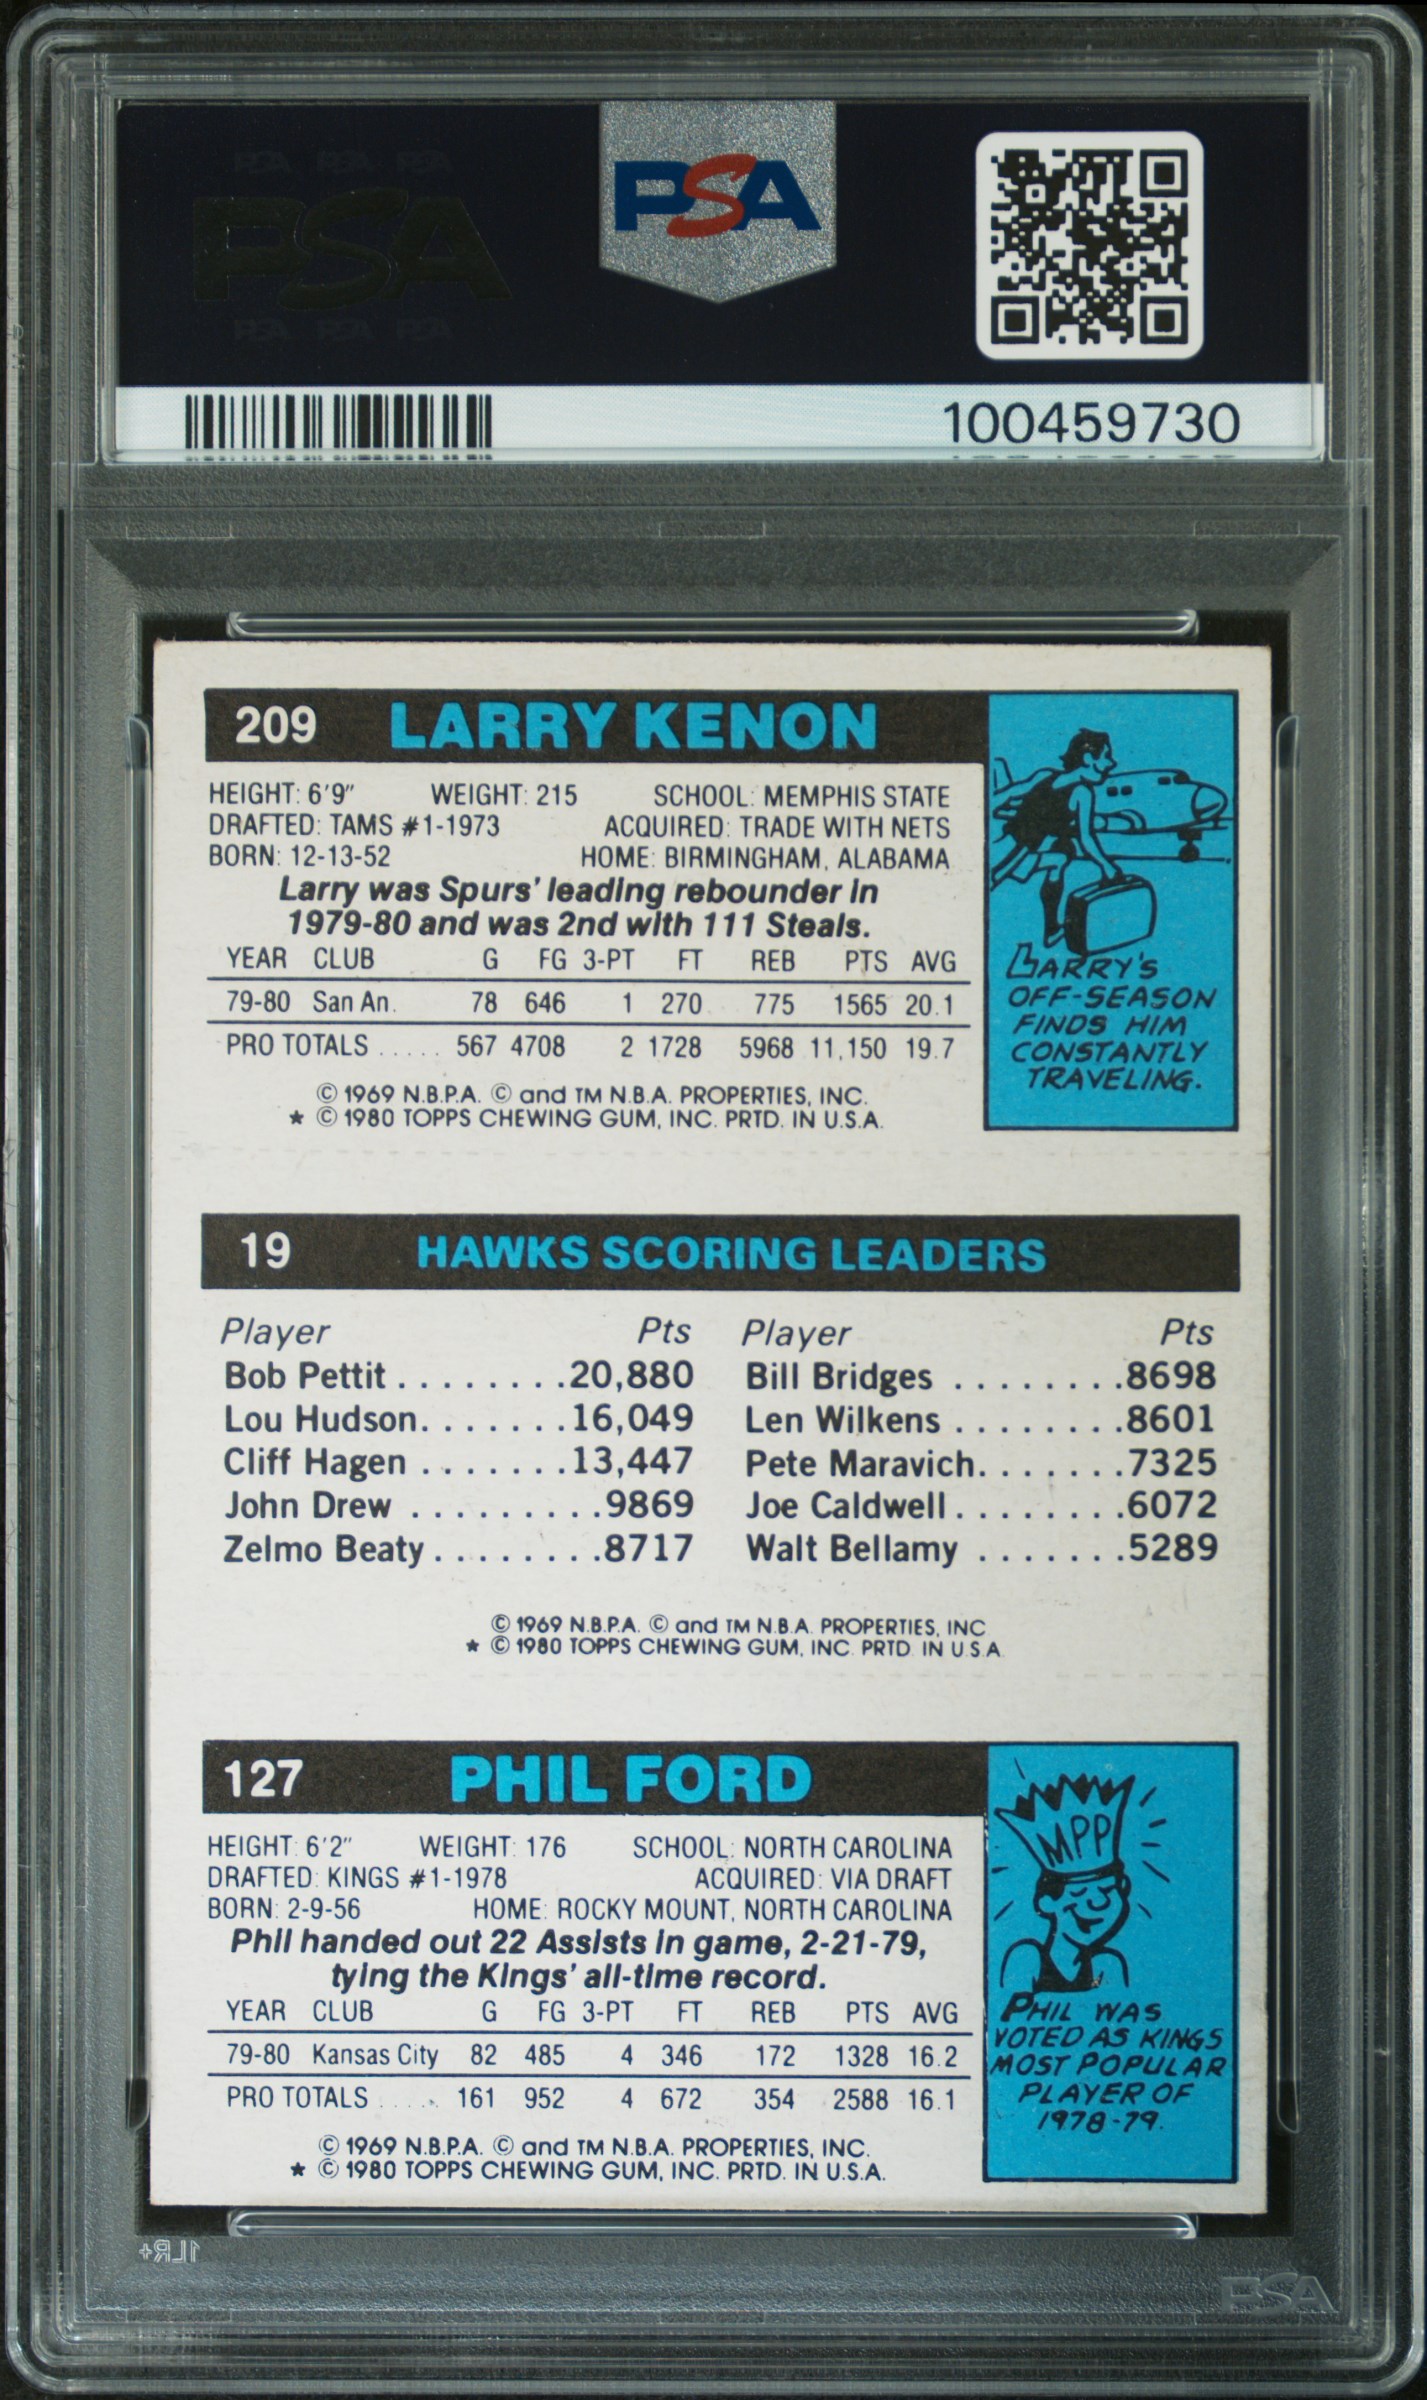 PSA PSA PSA
PSA
PSA PSA PSA
PSA
100459730
209 LARRY KENON
HEIGHT: 6'9" WEIGHT: 215 SCHOOL: MEMPHIS STATE
DRAFTED: TAMS #1-1973 ACQUIRED: TRADE WITH NETS
BORN: 12-13-52 HOME: BIRMINGHAM, ALABAMA
Larry was Spurs' leading rebounder in
1979-80 and was 2nd with 111 Steals.
YEAR CLUB G FG 3-PT FT REB PTS AVG
79-80 San An. 78 646 1 270 775 1565 20.1
PRO TOTALS ..... 567 4708 2 1728 5968 11,150 19.7
© 1969 N.B.P.A. © and TM N.B.A. PROPERTIES, INC.
* © 1980 TOPPS CHEWING GUM, INC. PRTD. IN U.S.A.
LARRY'S
OFF-SEASON
FINDS HIM
CONSTANTLY
TRAVELING.
19 HAWKS SCORING LEADERS
Player Pts Player Pts
Bob Pettit ........20,880 Bill Bridges ........8698
Lou Hudson.......16,049 Len Wilkens ........8601
Cliff Hagen .......13,447 Pete Maravich.......7325
John Drew .........9869 Joe Caldwell........6072
Zelmo Beaty........8717 Walt Bellamy .......5289
© 1969 N.B.P.A. © and TM N.B.A. PROPERTIES, INC
* © 1980 TOPPS CHEWING GUM, INC. PRTD. IN U.S.A
127 PHIL FORD
HEIGHT: 6'2" WEIGHT: 176 SCHOOL: NORTH CAROLINA
DRAFTED: KINGS #1-1978 ACQUIRED: VIA DRAFT
BORN: 2-9-56 HOME: ROCKY MOUNT, NORTH CAROLINA
Phil handed out 22 Assists in game, 2-21-79,
tying the Kings' all-time record.
YEAR CLUB G FG 3-PT FT REB PTS AVG
79-80 Kansas City 82 485 4 346 172 1328 16.2
PRO TOTALS ..... 161 952 4 672 354 2588 16.1
© 1969 N.B.P.A. © and TM N.B.A. PROPERTIES, INC.
* © 1980 TOPPS CHEWING GUM, INC. PRTD. IN U.S.A.
MPP
PHIL WAS
VOTED AS KINGS
MOST POPULAR
PLAYER OF
1978-79.
1LR+
PSA